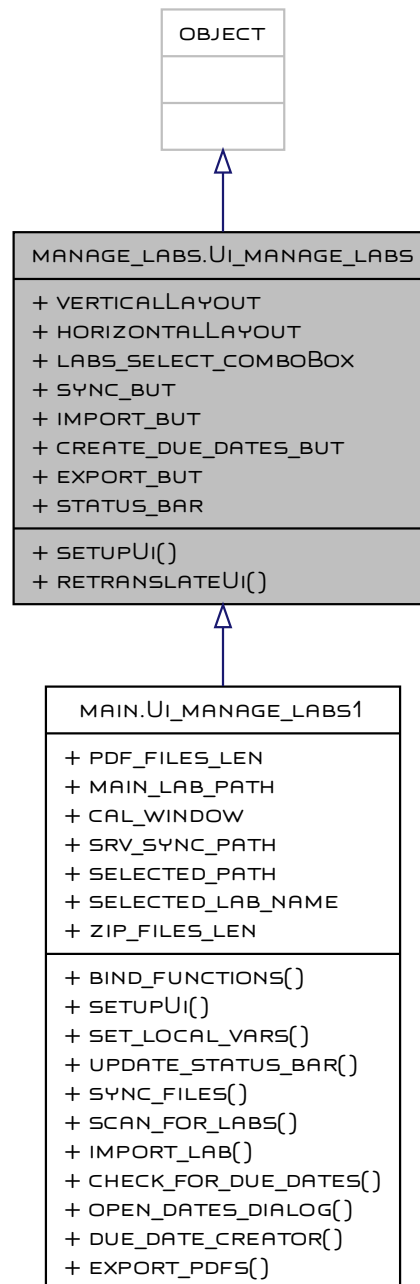 object
manage_labs.Ui_manage_labs
+ verticalLayout
+ horizontalLayout
+ labs_select_comboBox
+ sync_but
+ import_but
+ create_due_dates_but
+ export_but
+ status_bar
+ setupUi()
+ retranslateUi()
main.Ui_manage_labs1
+ pdf_files_len
+ main_lab_path
+ cal_window
+ srv_sync_path
+ selected_path
+ selected_lab_name
+ zip_files_len
+ bind_functions()
+ setupUi()
+ set_local_vars()
+ update_status_bar()
+ sync_files()
+ scan_for_labs()
+ import_lab()
+ check_for_due_dates()
+ open_dates_dialog()
+ due_date_creator()
+ export_pdfs()